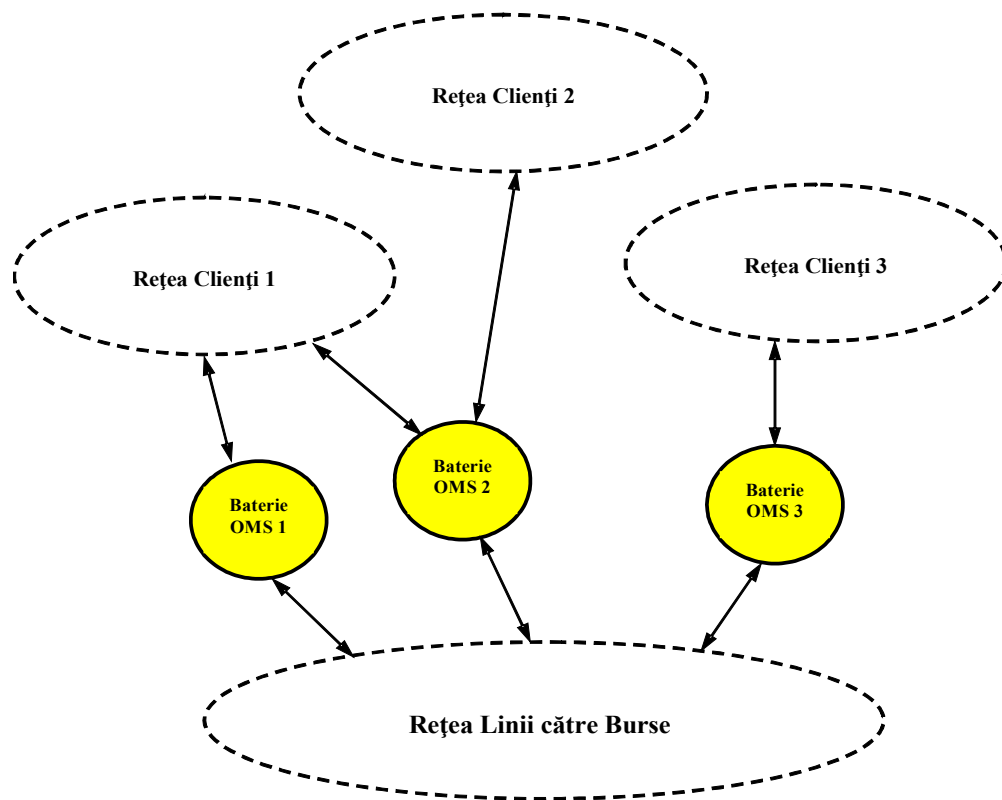 Reţea Clienţi 2
Reţea Clienţi 1
Reţea Clienţi 3
Baterie
OMS 2
Baterie
OMS 1
Baterie
OMS 3
Reţea Linii către Burse